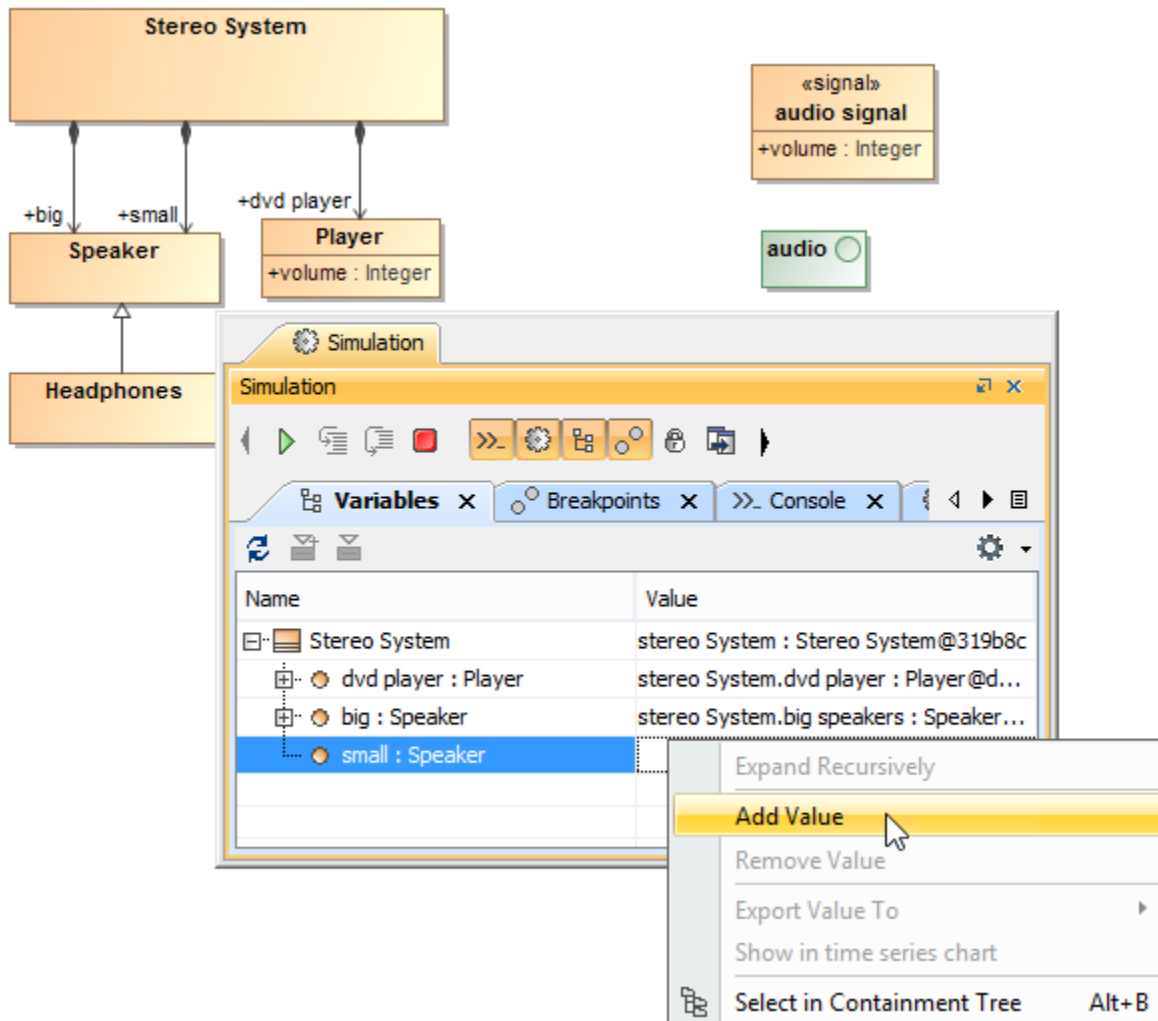 Stereo System
«signal»
audio signal
+volume : Integer
+big
+small
+dvd player
Speaker
Player
+volume : Integer
audio
Headphones
Simulation
Simulation
Variables
Breakpoints
Console
Name
Value
Stereo System
stereo System : Stereo System@319b8c
dvd player : Player
stereo System.dvd player : Player@d...
big : Speaker
stereo System.big speakers : Speaker...
small : Speaker
Expand Recursively
Add Value
Remove Value
Export Value To
Show in time series chart
Select in Containment Tree Alt+B